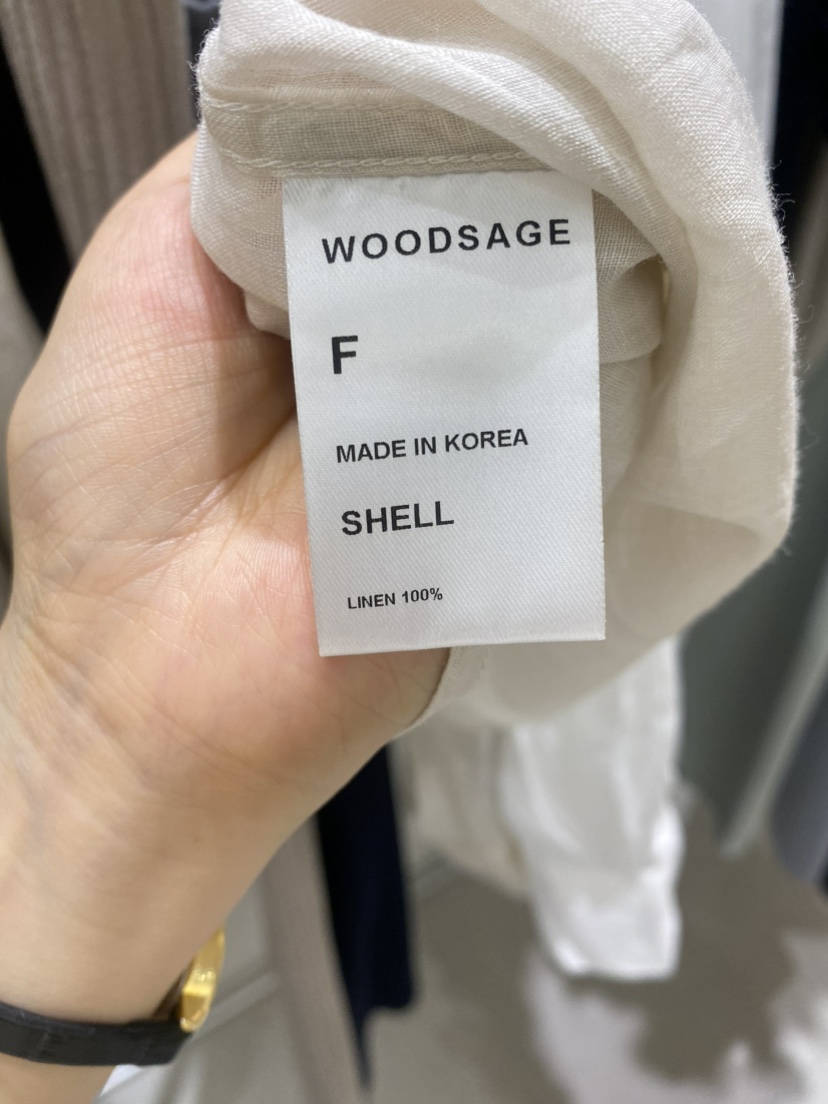 WOODSAGE
F
MADE IN KOREA
SHELL
LINEN 100%